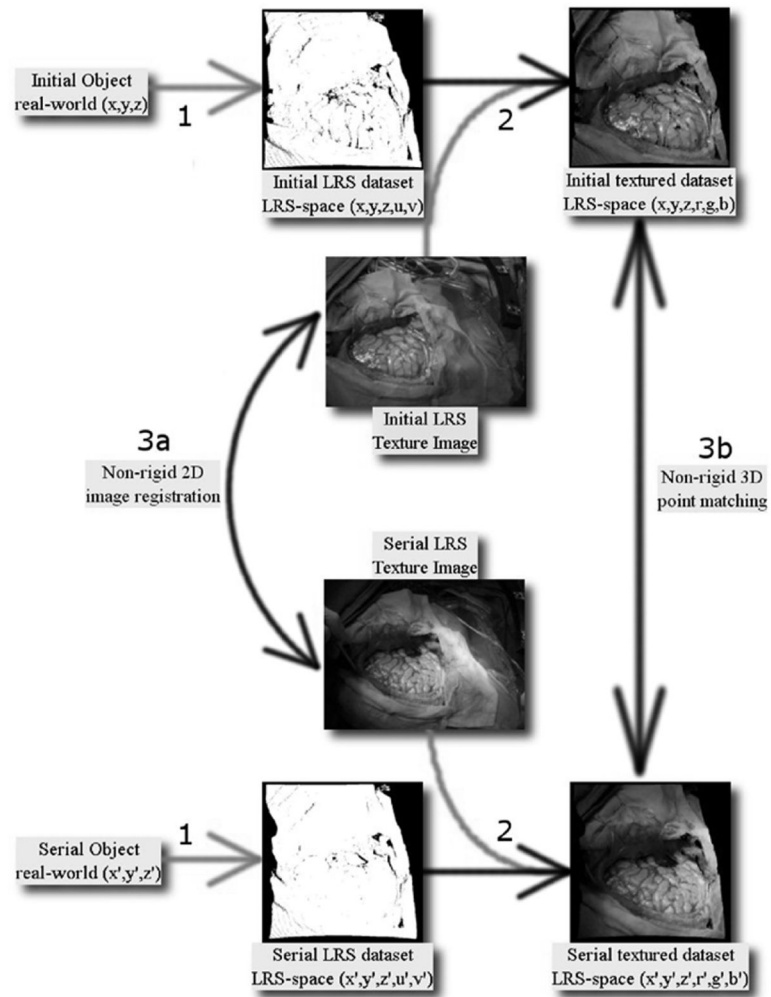 Initial Object
real-world (x,y,z)
1
Initial LRS dataset
LRS-space (x,y,z,u,v)
2
Initial textured dataset
LRS-space (x,y,z,r,g,b)
Initial LRS
Texture Image
3a
Non-rigid 2D
image registration
3b
Non-rigid 3D
point matching
Serial LRS
Texture Image
Serial Object
real-world (x',y',z')
1
Serial LRS dataset
LRS-space (x',y',z',u',v')
2
Serial textured dataset
LRS-space (x',y',z',r',g',b')